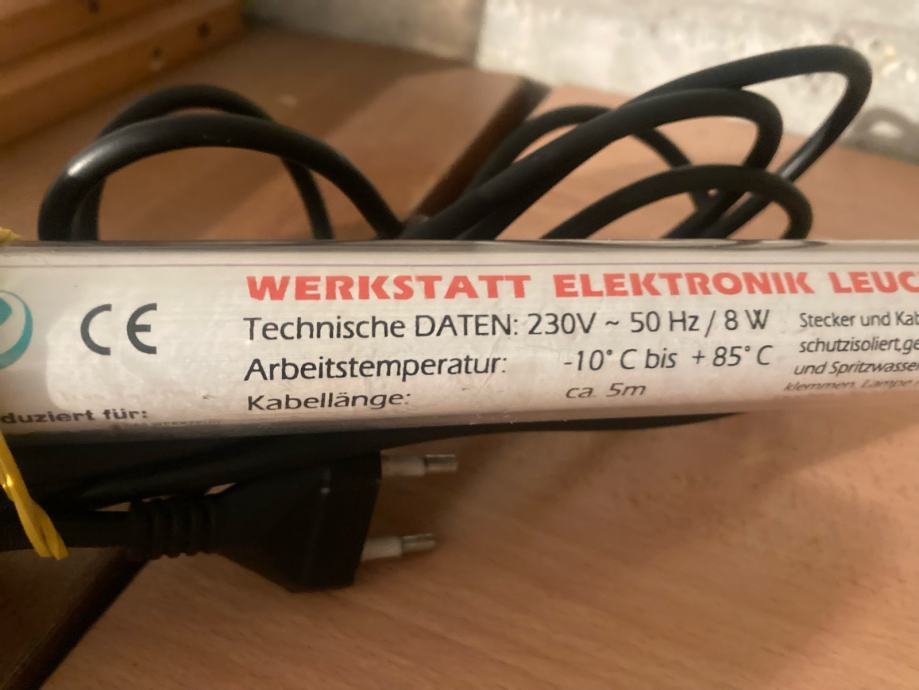 CE
WERKSTATT ELEKTRONIK LEUC
Technische DATEN: 230V ~ 50 Hz / 8 W
Arbeitstemperatur: -10° C bis +85° C
Kabellänge: ca. 5m
Stecker und Kab
schutzisoliert,ge
und Spritzwasser
klemmen. Lampe
duziert für: